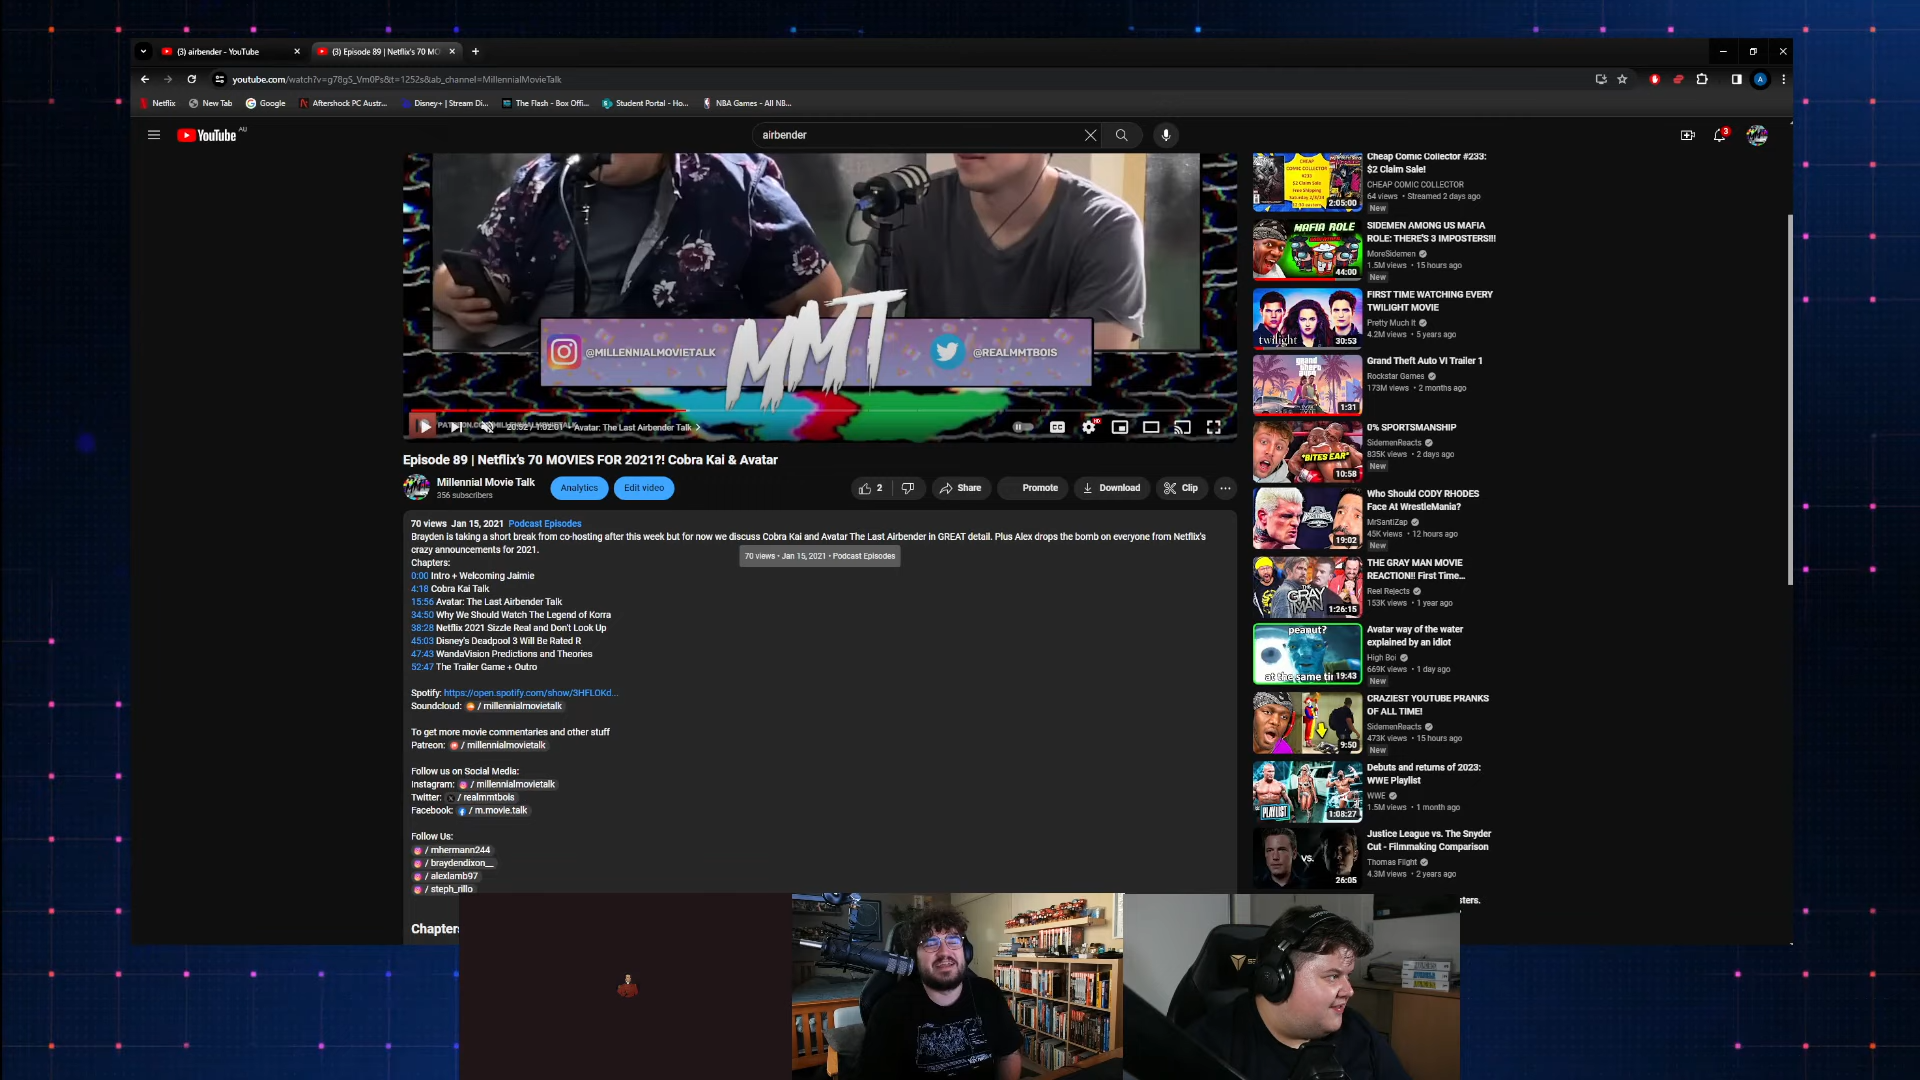 (3) airbender - YouTube
(3) Episode 89 | Netflix's 70 MO
youtube.com/watch?v=g78gS_Vm0Ps&t=1252s&ab_channel=MillennialMovieTalk
Netflix
New Tab
Google
Aftershock PC Austr...
Disney+ | Stream Di...
The Flash - Box Offi...
Student Portal - Ho...
NBA Games - All NB...
YouTube AU
airbender
3
@MILLENNIALMOVIETALK
MMT
@REALMMTBOIS
Avatar: The Last Airbender Talk
Episode 89 | Netflix's 70 MOVIES FOR 2021?! Cobra Kai & Avatar
Millennial Movie Talk
356 subscribers
Analytics
Edit video
2
Share
Promote
Download
Clip
70 views Jan 15, 2021 Podcast Episodes
Brayden is taking a short break from co-hosting after this week but for now we discuss Cobra Kai and Avatar The Last Airbender in GREAT detail. Plus Alex drops the bomb on everyone from Netflix's
crazy announcements for 2021.
70 views • Jan 15, 2021 • Podcast Episodes
Chapters:
0:00 Intro + Welcoming Jaimie
4:18 Cobra Kai Talk
15:56 Avatar: The Last Airbender Talk
34:50 Why We Should Watch The Legend of Korra
38:28 Netflix 2021 Sizzle Real and Don't Look Up
45:03 Disney's Deadpool 3 Will Be Rated R
47:43 WandaVision Predictions and Theories
52:47 The Trailer Game + Outro
Spotify: https://open.spotify.com/show/3HFLOKd...
Soundcloud: / millennialmovietalk
To get more movie commentaries and other stuff
Patreon: / millennialmovietalk
Follow us on Social Media:
Instagram: / millennialmovietalk
Twitter: / realmmtbois
Facebook: / m.movie.talk
Follow Us:
/ mhermann244
/ braydendixon__
/ alexlamb97
/ steph_rillo
Chapters
Cheap Comic Collector #233:
$2 Claim Sale!
CHEAP COMIC COLLECTOR
64 views • Streamed 2 days ago
New
2:05:00
SIDEMEN AMONG US MAFIA
ROLE: THERE'S 3 IMPOSTERS!!!
MoreSidemen
1.5M views • 15 hours ago
New
MAFIA ROLE
44:00
FIRST TIME WATCHING EVERY
TWILIGHT MOVIE
Pretty Much It
4.2M views • 5 years ago
twilight
30:53
Grand Theft Auto VI Trailer 1
Rockstar Games
173M views • 2 months ago
1:31
0% SPORTSMANSHIP
SidemenReacts
835K views • 2 days ago
New
*BITES EAR*
10:58
Who Should CODY RHODES
Face At WrestleMania?
MrSantiZap
45K views • 12 hours ago
New
19:02
THE GRAY MAN MOVIE
REACTION!! First Time...
Reel Rejects
153K views • 1 year ago
GRAY MAN
1:26:15
Avatar way of the water
explained by an idiot
High Boi
669K views • 1 day ago
New
peanut?
at the same ti
19:43
CRAZIEST YOUTUBE PRANKS
OF ALL TIME!
SidemenReacts
473K views • 15 hours ago
New
9:50
Debuts and returns of 2023:
WWE Playlist
WWE
1.5M views • 1 month ago
PLAYLIST
1:08:27
Justice League vs. The Snyder
Cut - Filmmaking Comparison
Thomas Flight
4.3M views • 2 years ago
VS.
26:05